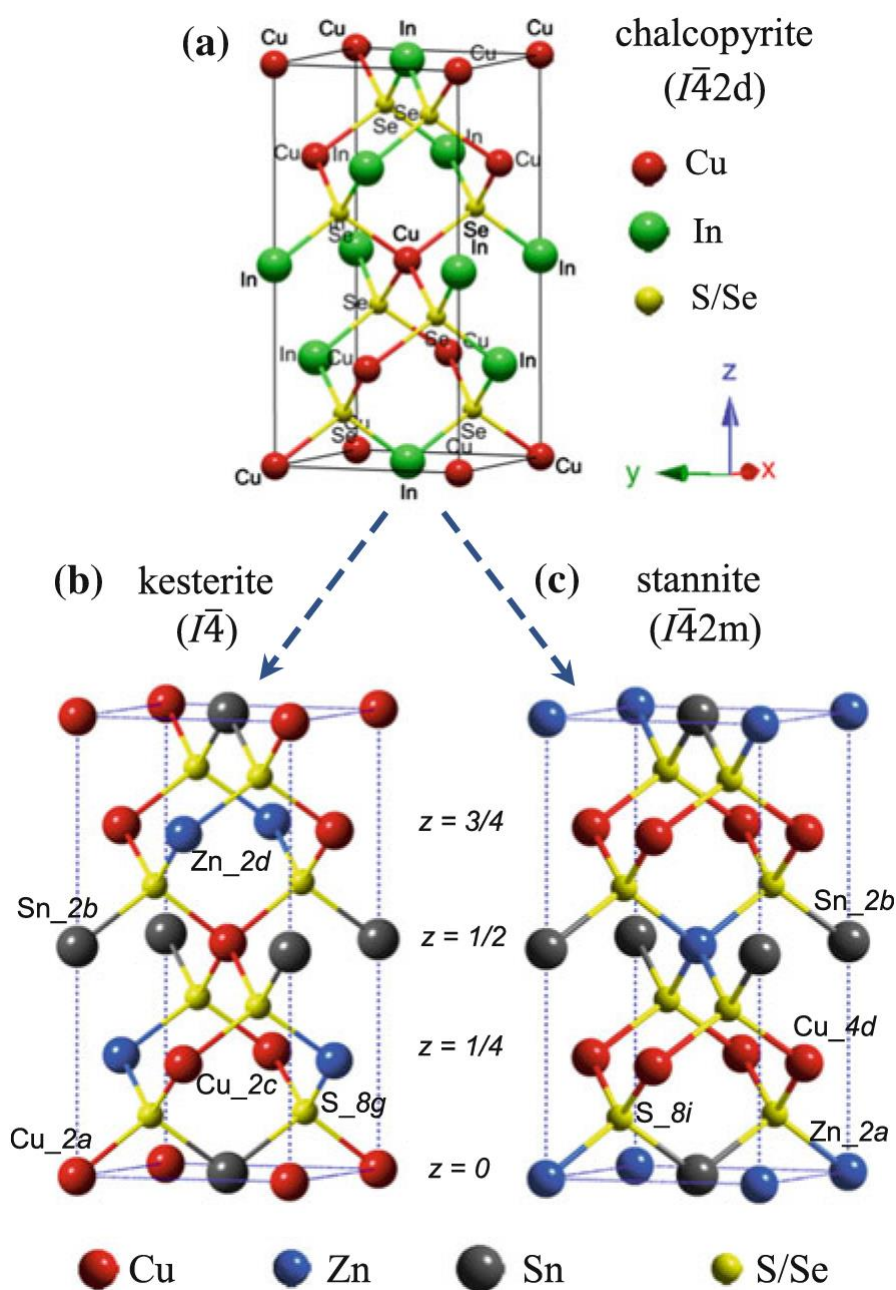 (a)
chalcopyrite
(I4̄2d)
Cu
Cu
Cu
In
Cu
Cu
Se
Se
Cu
In
In
Cu
In
Se
Cu
Se
In
In
In
Se
In
Cu
Se
Cu
In
Se
Cu
Se
Cu
Cu
Cu
In
Cu
Cu
In
S/Se
z
y
x
(b)
kesterite
(I4̄)
(c)
stannite
(I4̄2m)
z = 3/4
Zn_2d
Sn_2b
Sn_2b
z = 1/2
z = 1/4
Cu_4d
Cu_2c
S_8g
S_8i
Cu_2a
Zn_2a
z = 0
Cu
Zn
Sn
S/Se